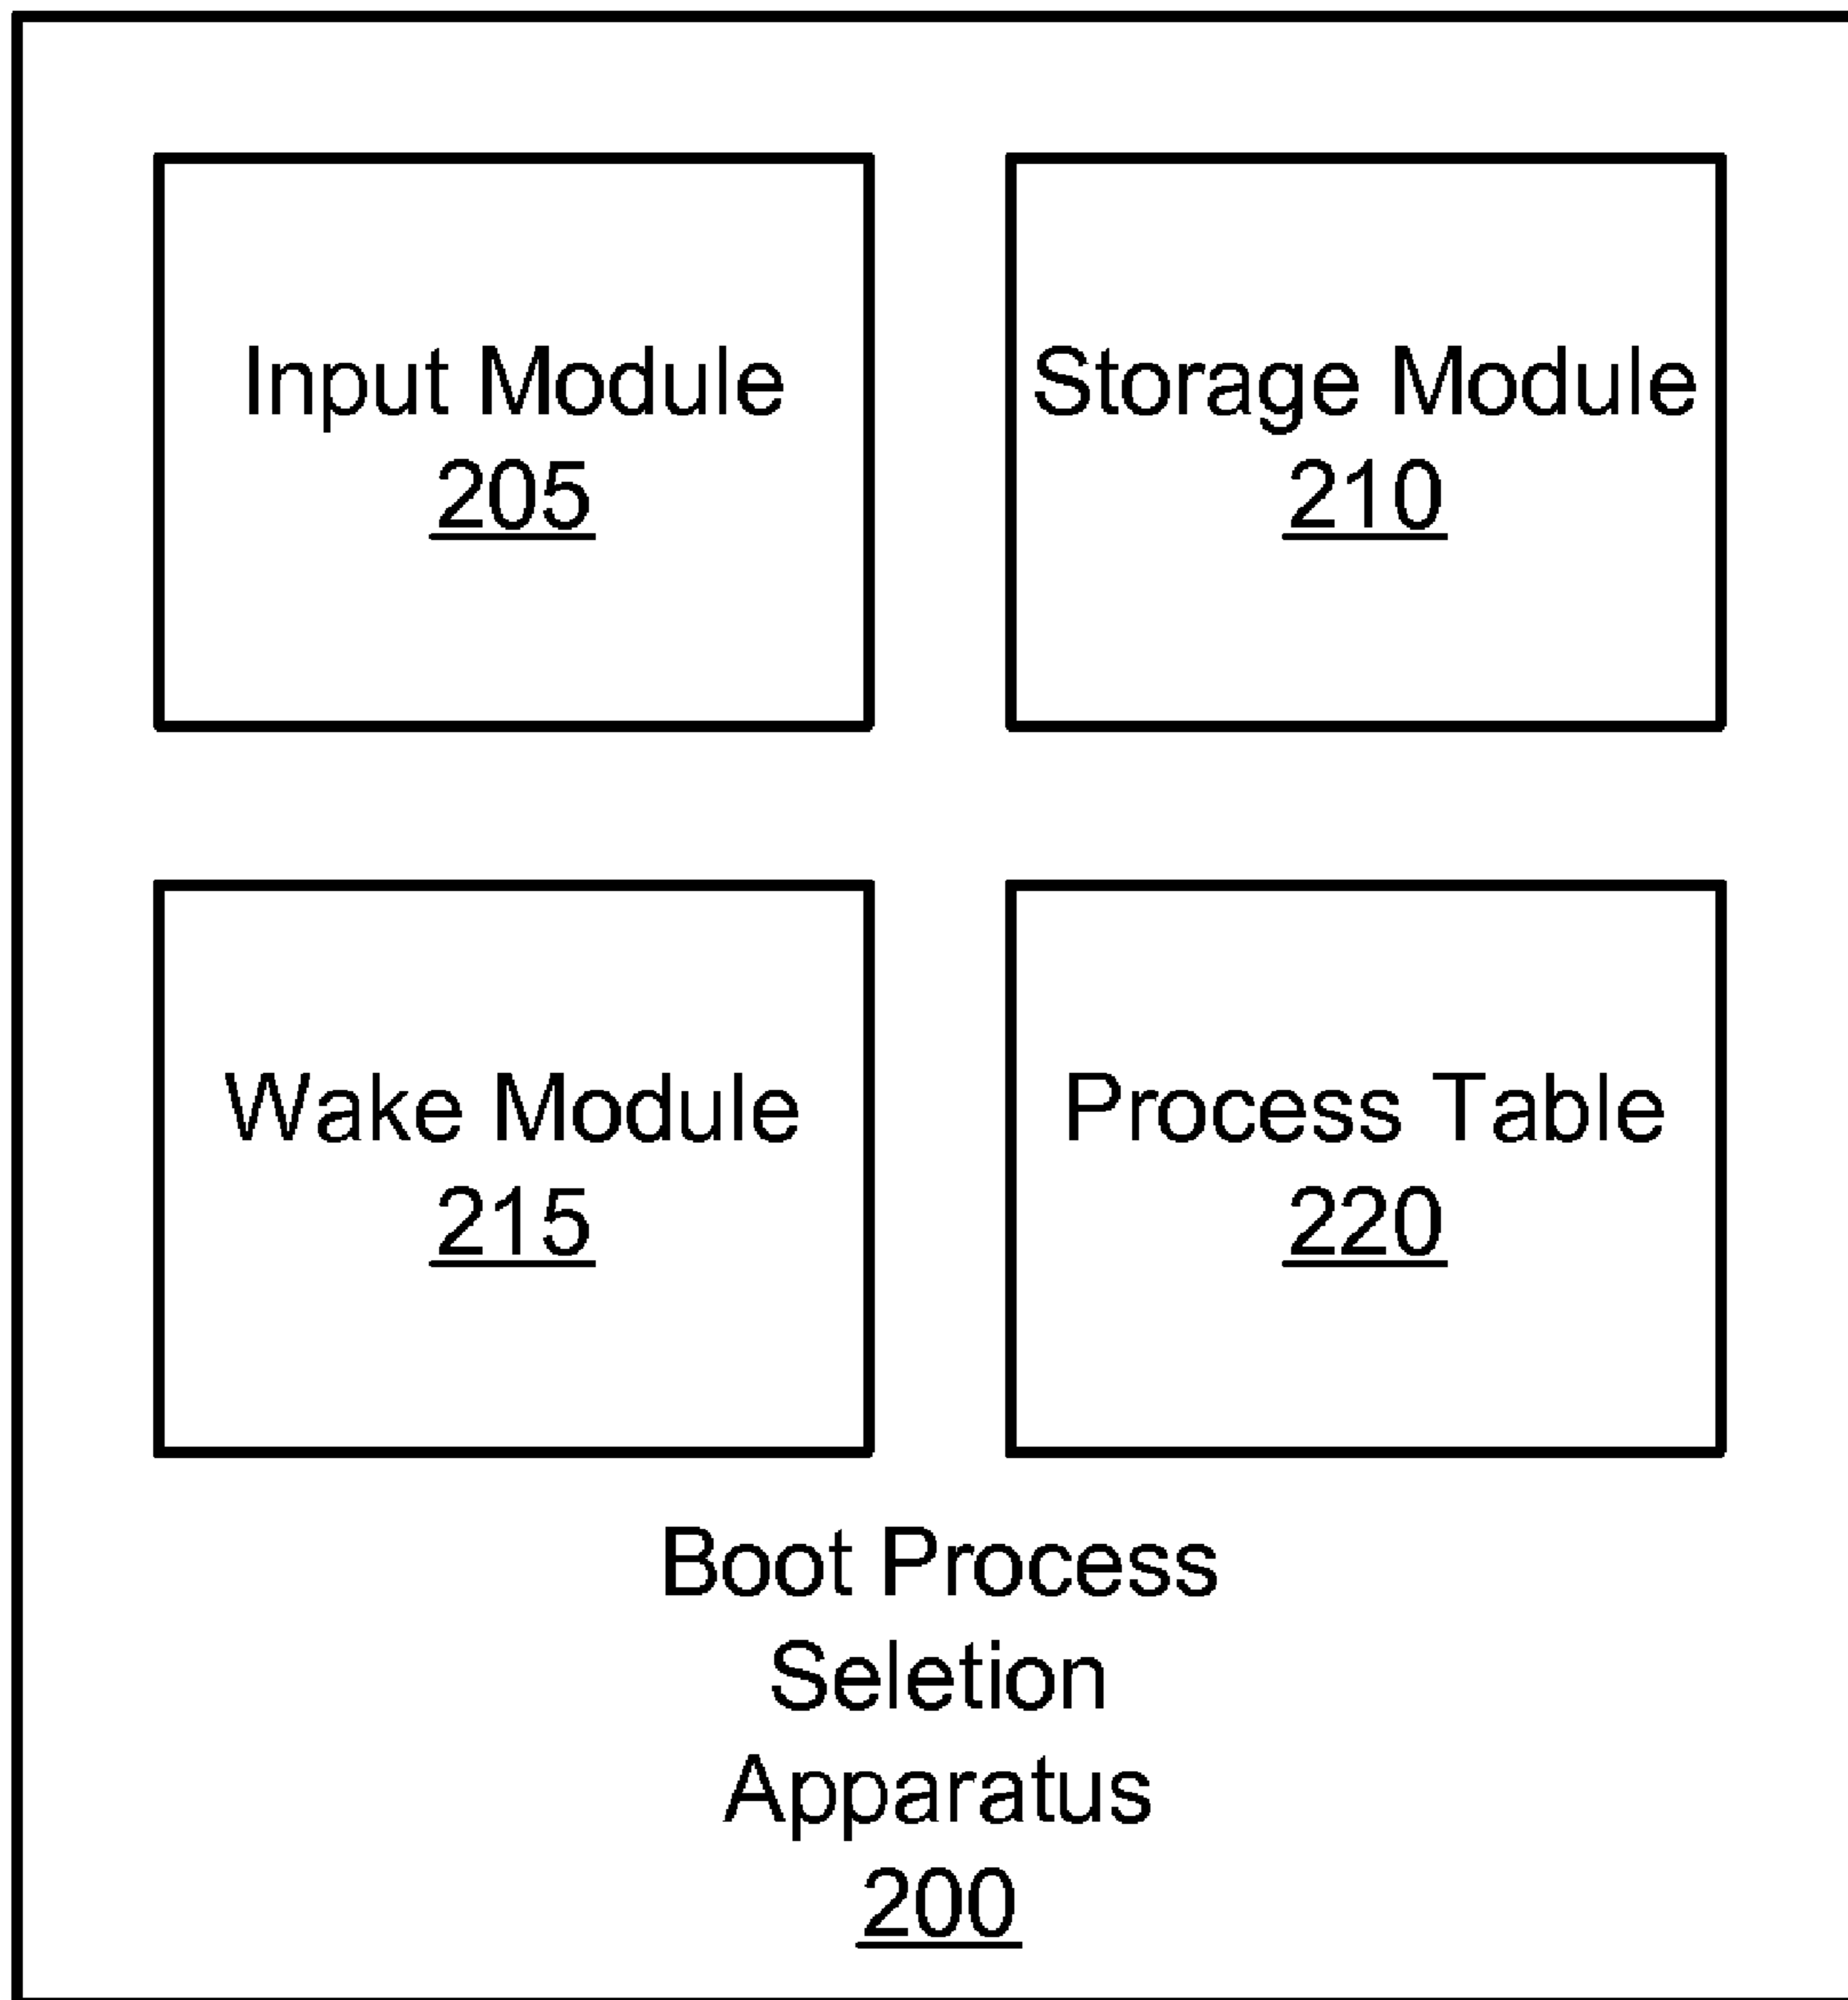 Input Module
205
Storage Module
210
Wake Module
215
Process Table
220
Boot Process
Seletion
Apparatus
200